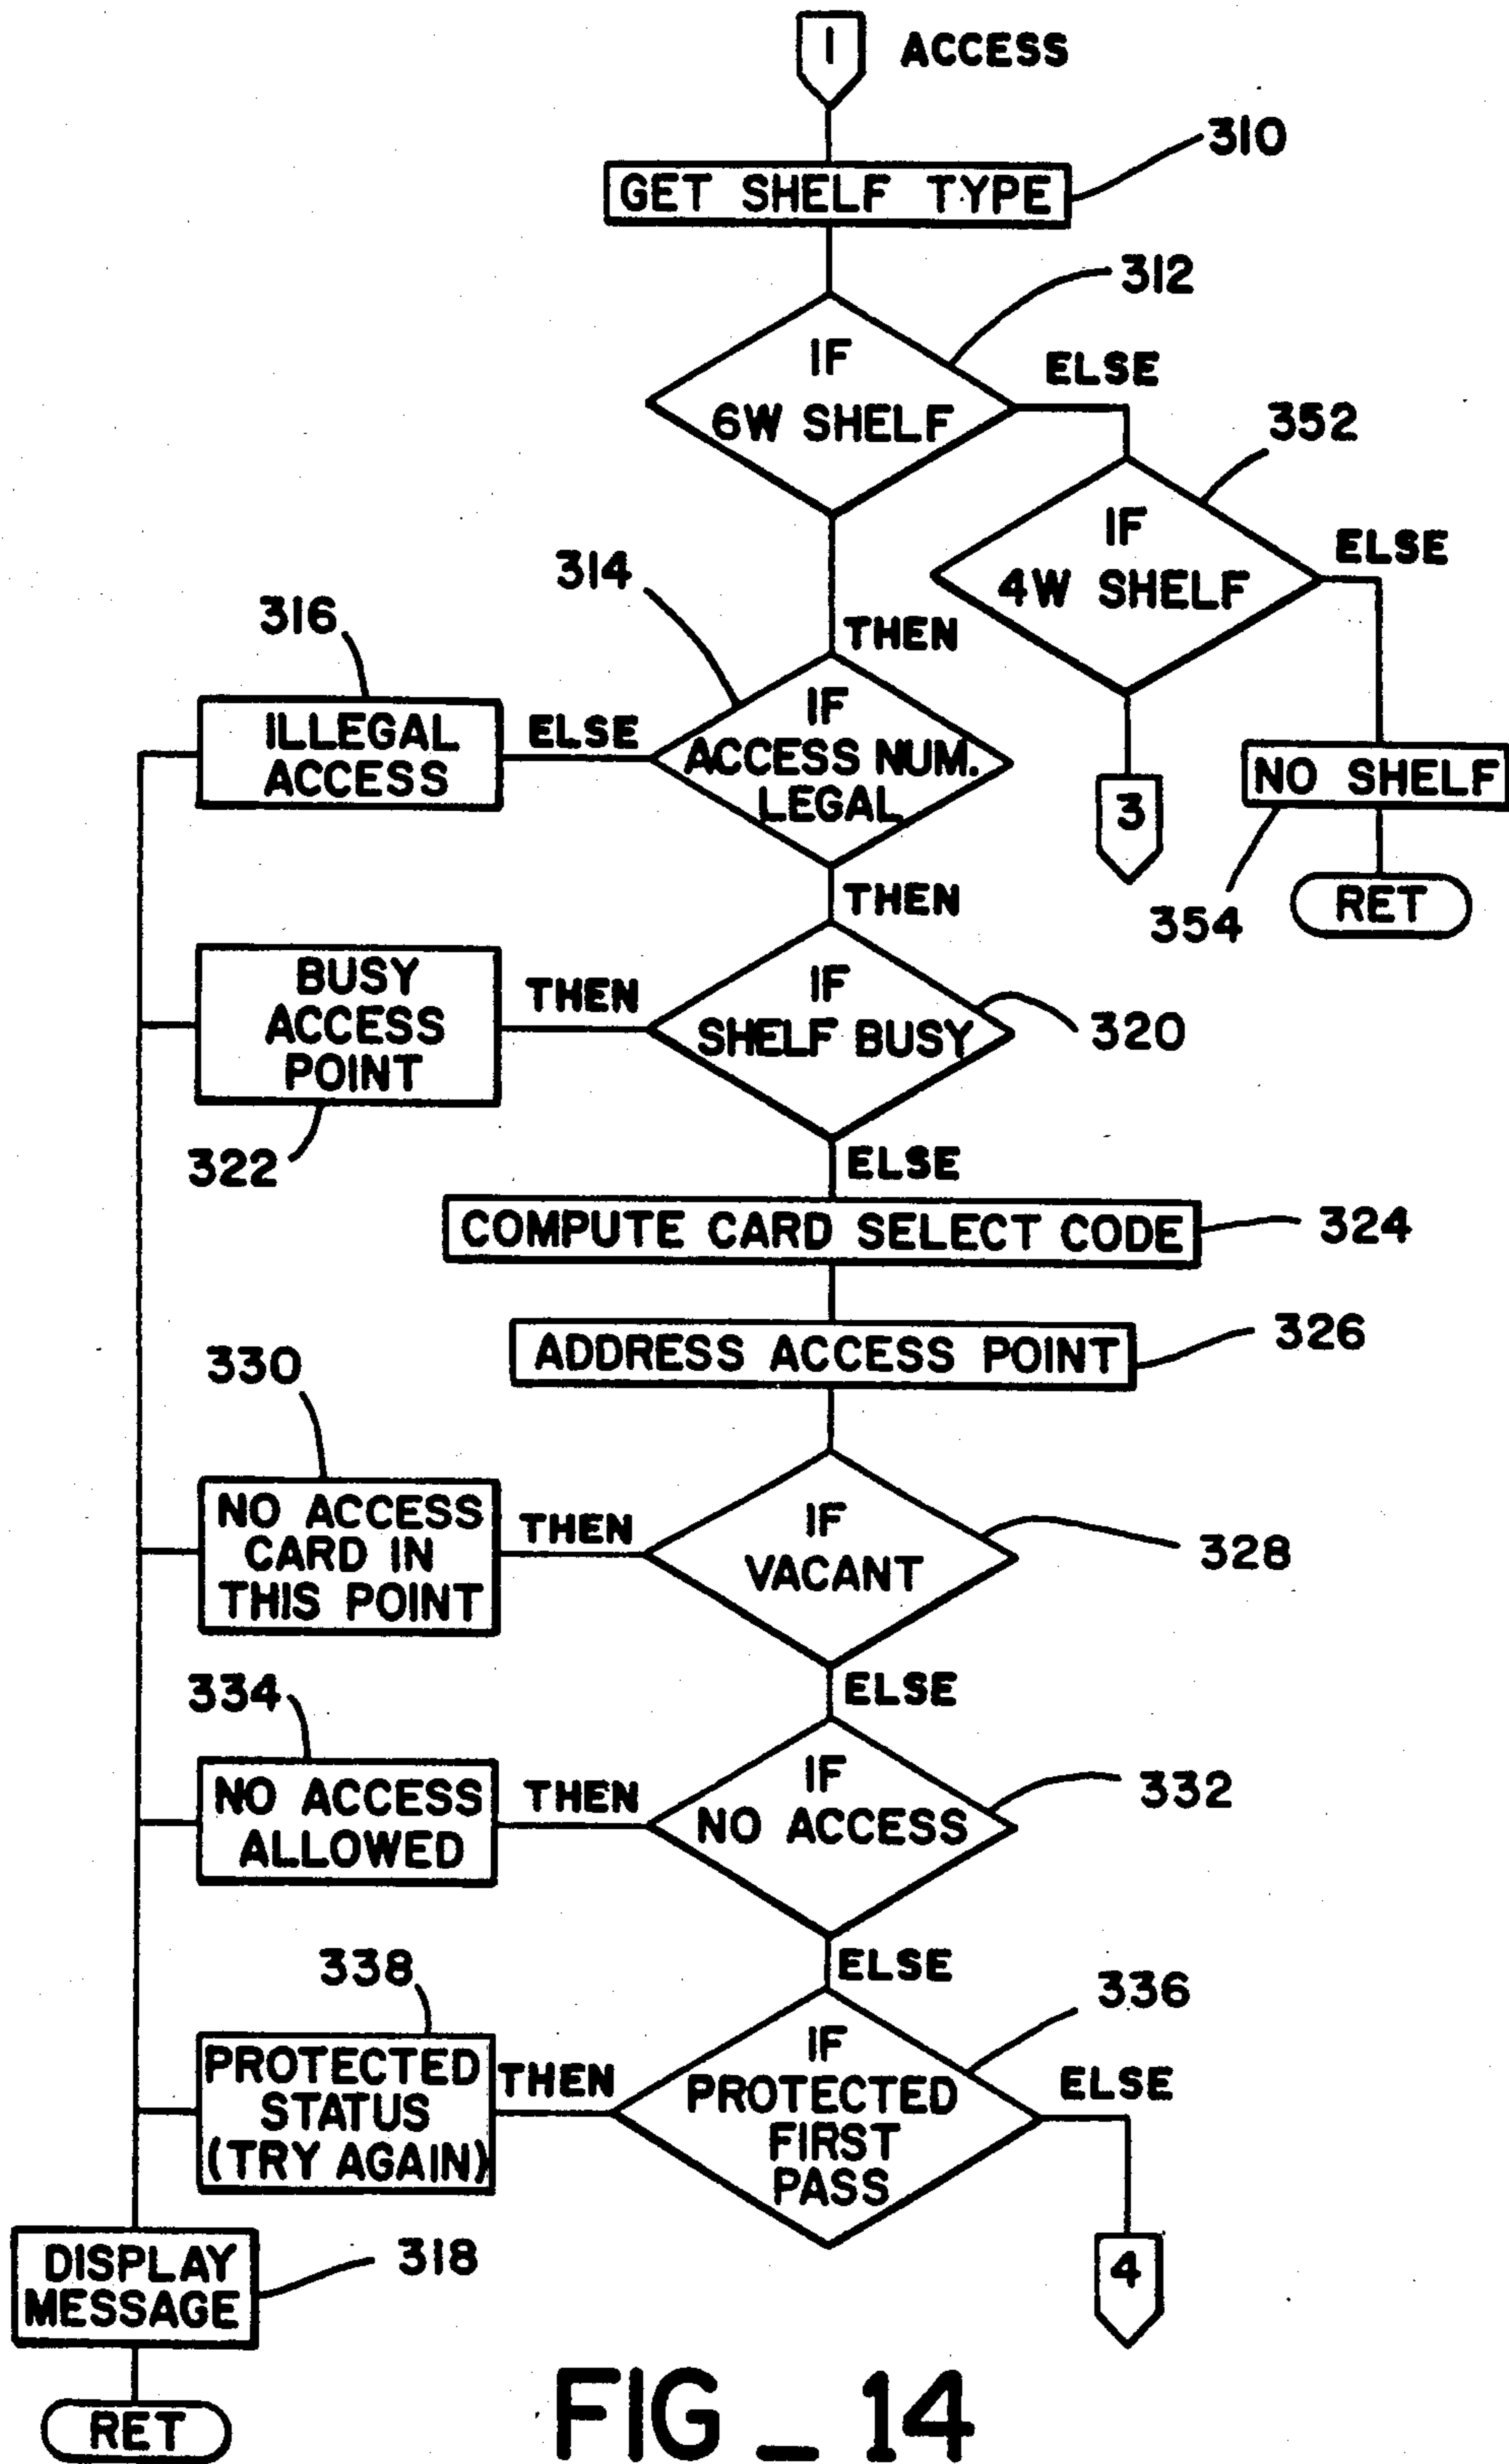 1 ACCESS
310
GET SHELF TYPE
312
IF
6W SHELF
ELSE
352
IF
4W SHELF
ELSE
314
THEN
316
ILLEGAL
ACCESS
ELSE
IF
ACCESS NUM.
LEGAL
3
NO SHELF
354
RET
THEN
BUSY
ACCESS
POINT
THEN
IF
SHELF BUSY
320
322
ELSE
COMPUTE CARD SELECT CODE
324
ADDRESS ACCESS POINT
326
330
NO ACCESS
CARD IN
THIS POINT
THEN
IF
VACANT
328
ELSE
334
NO ACCESS
ALLOWED
THEN
IF
NO ACCESS
332
ELSE
338
336
PROTECTED
STATUS
(TRY AGAIN)
THEN
IF
PROTECTED
FIRST
PASS
ELSE
4
DISPLAY
MESSAGE
318
RET
FIG_14